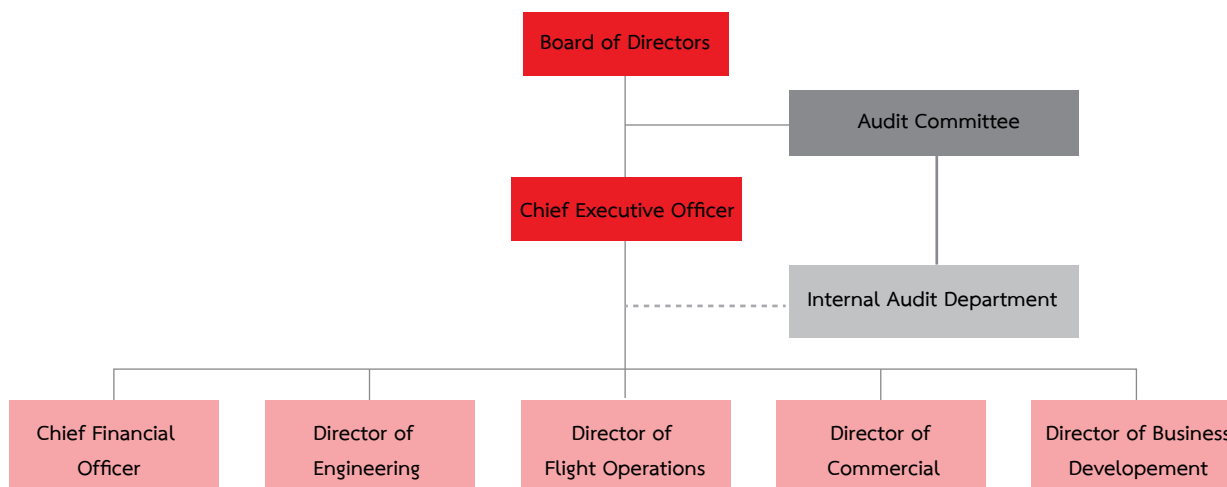 Board of Directors
Audit Committee
Chief Executive Officer
Internal Audit Department
Chief Financial
Officer
Director of
Engineering
Director of
Flight Operations
Director of
Commercial
Director of Business
Developement